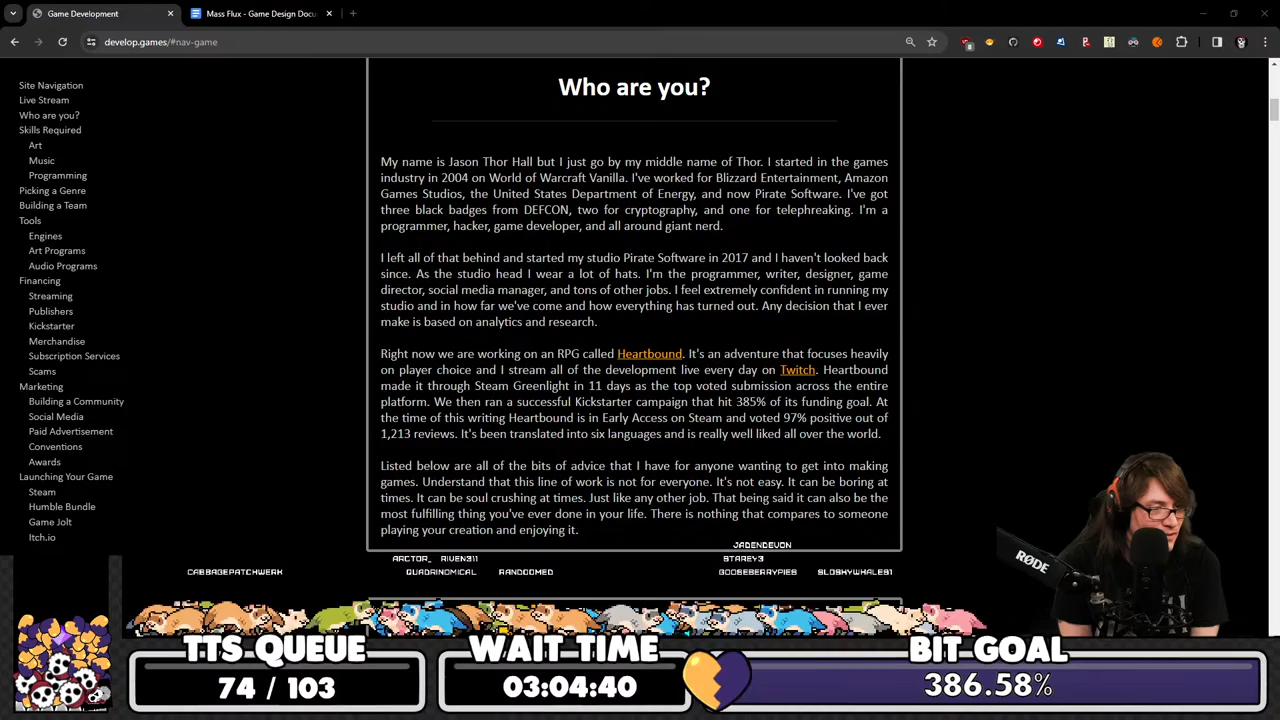 Game Development
Mass Flux - Game Design Docu
develop.games/#nav-game
Site Navigation
Live Stream
Who are you?
Skills Required
Art
Music
Programming
Picking a Genre
Building a Team
Tools
Engines
Art Programs
Audio Programs
Financing
Streaming
Publishers
Kickstarter
Merchandise
Subscription Services
Scams
Marketing
Building a Community
Social Media
Paid Advertisement
Conventions
Awards
Launching Your Game
Steam
Humble Bundle
Game Jolt
Itch.io
Who are you?
My name is Jason Thor Hall but I just go by my middle name of Thor. I started in the games
industry in 2004 on World of Warcraft Vanilla. I've worked for Blizzard Entertainment, Amazon
Games Studios, the United States Department of Energy, and now Pirate Software. I've got
three black badges from DEFCON, two for cryptography, and one for telephreaking. I'm a
programmer, hacker, game developer, and all around giant nerd.
I left all of that behind and started my studio Pirate Software in 2017 and I haven't looked back
since. As the studio head I wear a lot of hats. I'm the programmer, writer, designer, game
director, social media manager, and tons of other jobs. I feel extremely confident in running my
studio and in how far we've come and how everything has turned out. Any decision that I ever
make is based on analytics and research.
Right now we are working on an RPG called Heartbound. It's an adventure that focuses heavily
on player choice and I stream all of the development live every day on Twitch. Heartbound
made it through Steam Greenlight in 11 days as the top voted submission across the entire
platform. We then ran a successful Kickstarter campaign that hit 385% of its funding goal. At
the time of this writing Heartbound is in Early Access on Steam and voted 97% positive out of
1,213 reviews. It's been translated into six languages and is really well liked all over the world.
Listed below are all of the bits of advice that I have for anyone wanting to get into making
games. Understand that this line of work is not for everyone. It's not easy. It can be boring at
times. It can be soul crushing at times. Just like any other job. That being said it can also be the
most fulfilling thing you've ever done in your life. There is nothing that compares to someone
playing your creation and enjoying it.
JADENDEVON
ARCTOR_ RIVEN311 STAREY3
CABBAGEPATCHWERK QUADRINOMICAL RANDOOMED GOOSEBERRYPIES SLOSHYWHALES1
RØDE
TTS QUEUE
74 / 103
WAIT TIME
03:04:40
BIT GOAL
386.58%